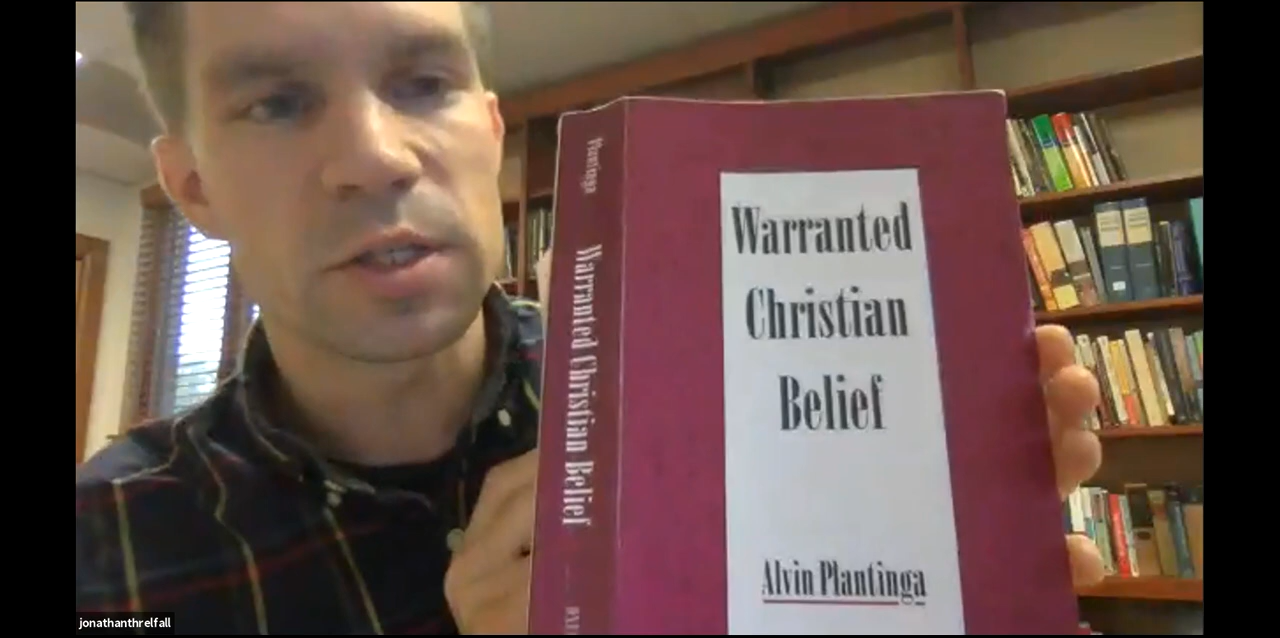 Plantinga
Warranted Christian Belief
Warranted
Christian
Belief
Alvin Plantinga
jonathanthrelfall